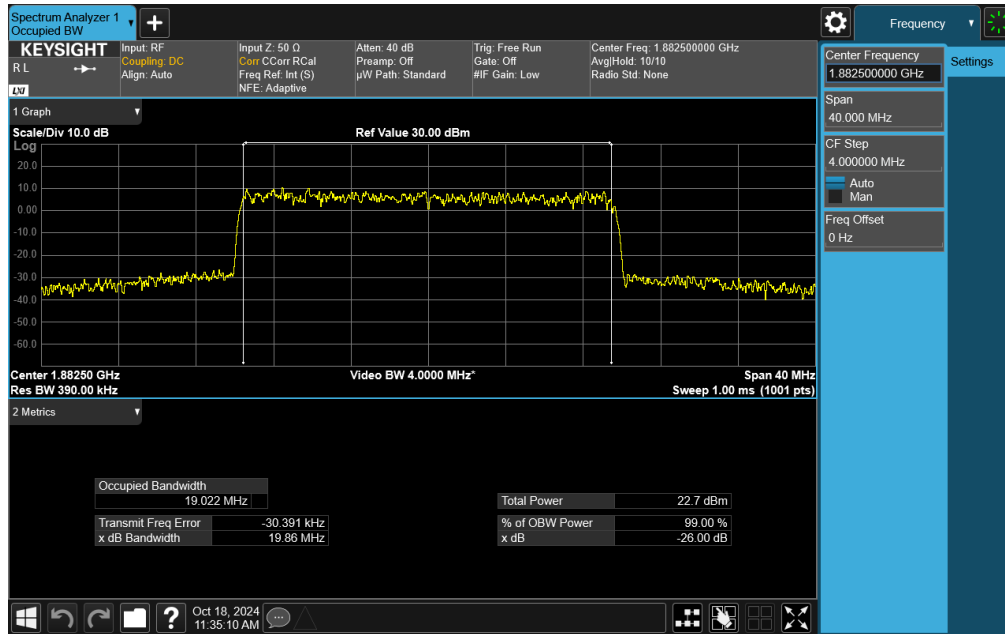 Spectrum Analyzer 1
Occupied BW
Frequency
KEYSIGHT
R L
LXI
Input: RF
Coupling: DC
Align: Auto
Input Z: 50 Ω
Corr CCorr RCal
Freq Ref: Int (S)
NFE: Adaptive
Atten: 40 dB
Preamp: Off
µW Path: Standard
Trig: Free Run
Gate: Off
#IF Gain: Low
Center Freq: 1.882500000 GHz
Avg|Hold: 10/10
Radio Std: None
Center Frequency
1.882500000 GHz
Settings
Span
40.000 MHz
CF Step
4.000000 MHz
Auto
Man
Freq Offset
0 Hz
1 Graph
Scale/Div 10.0 dB
Ref Value 30.00 dBm
Log
20.0
10.0
0.00
-10.0
-20.0
-30.0
-40.0
-50.0
-60.0
Center 1.88250 GHz
Video BW 4.0000 MHz*
Span 40 MHz
Res BW 390.00 kHz
Sweep 1.00 ms (1001 pts)
2 Metrics
Occupied Bandwidth
19.022 MHz
Total Power 22.7 dBm
Transmit Freq Error -30.391 kHz
% of OBW Power 99.00 %
x dB Bandwidth 19.86 MHz
x dB -26.00 dB
?
Oct 18, 2024
11:35:10 AM